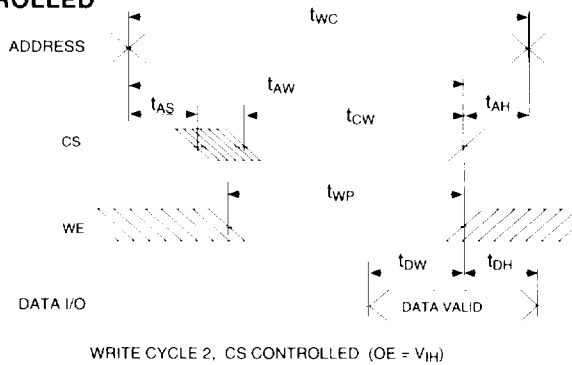 ROLLED
tWC
ADDRESS
tAW
tAS
tCW
tAH
CS
tWP
WE
tDW
tDH
DATA I/O
DATA VALID
WRITE CYCLE 2, CS CONTROLLED (OE = VIH)